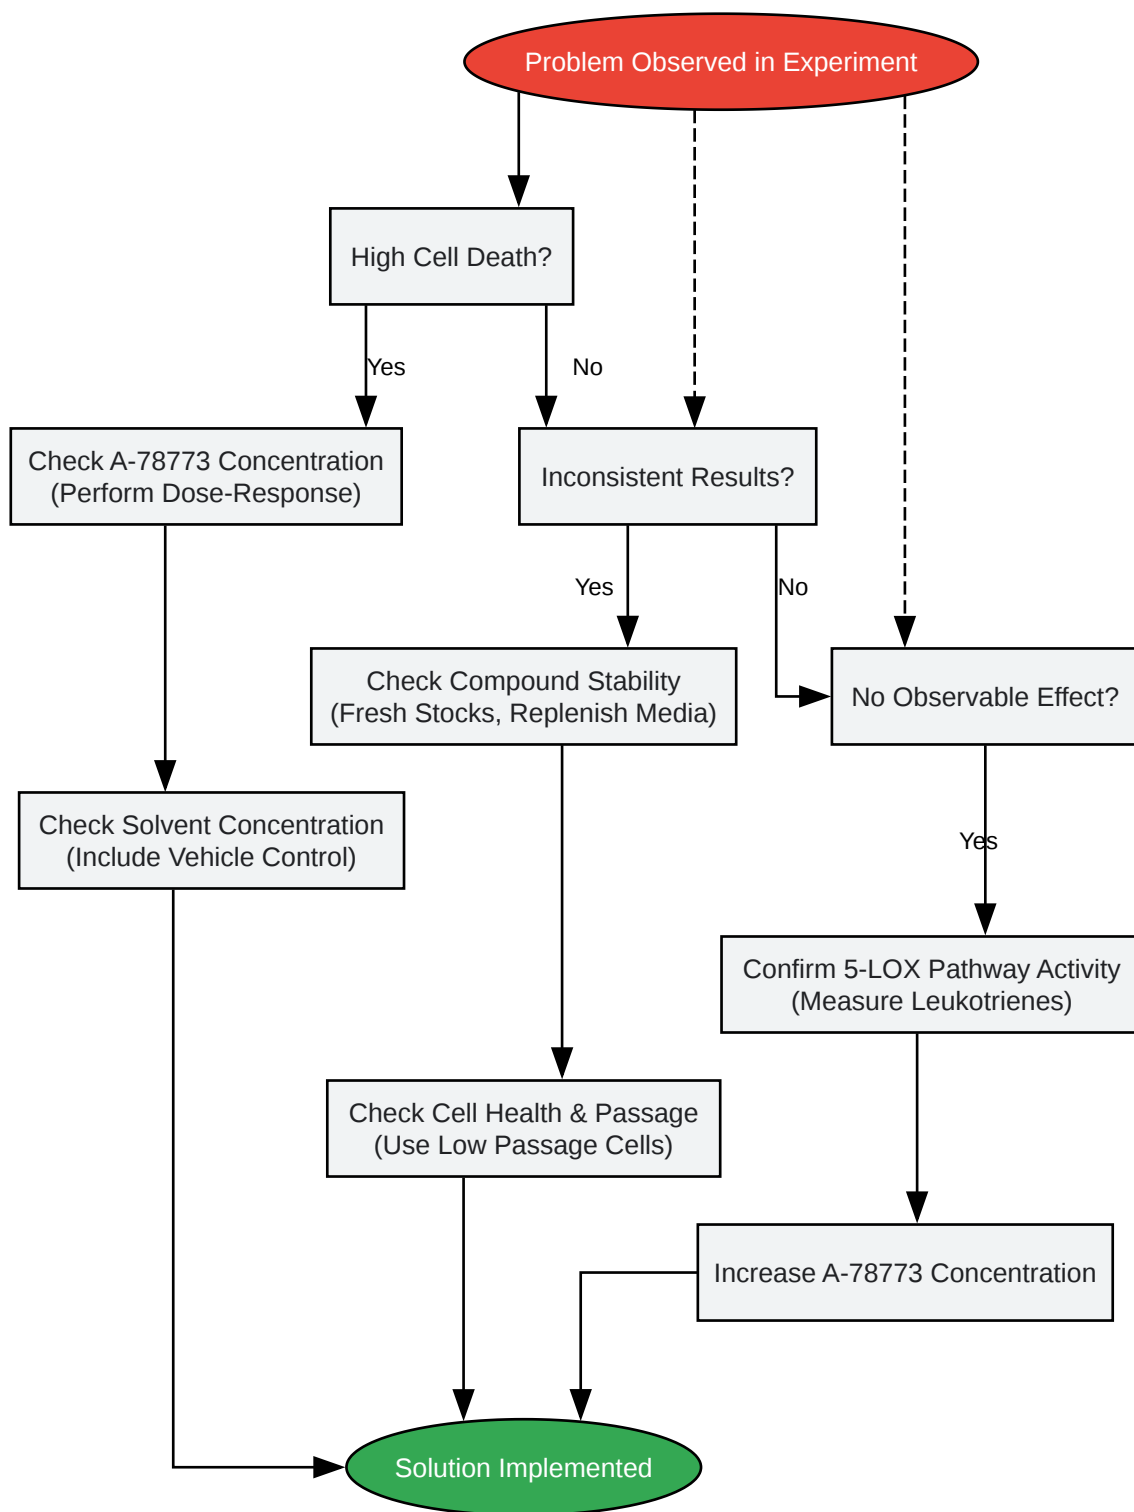 Problem Observed in Experiment
High Cell Death?
Yes
No
Check A-78773 Concentration
(Perform Dose-Response)
Inconsistent Results?
Yes
No
Check Compound Stability
(Fresh Stocks, Replenish Media)
No Observable Effect?
Check Solvent Concentration
(Include Vehicle Control)
Yes
Confirm 5-LOX Pathway Activity
(Measure Leukotrienes)
Check Cell Health & Passage
(Use Low Passage Cells)
Increase A-78773 Concentration
Solution Implemented